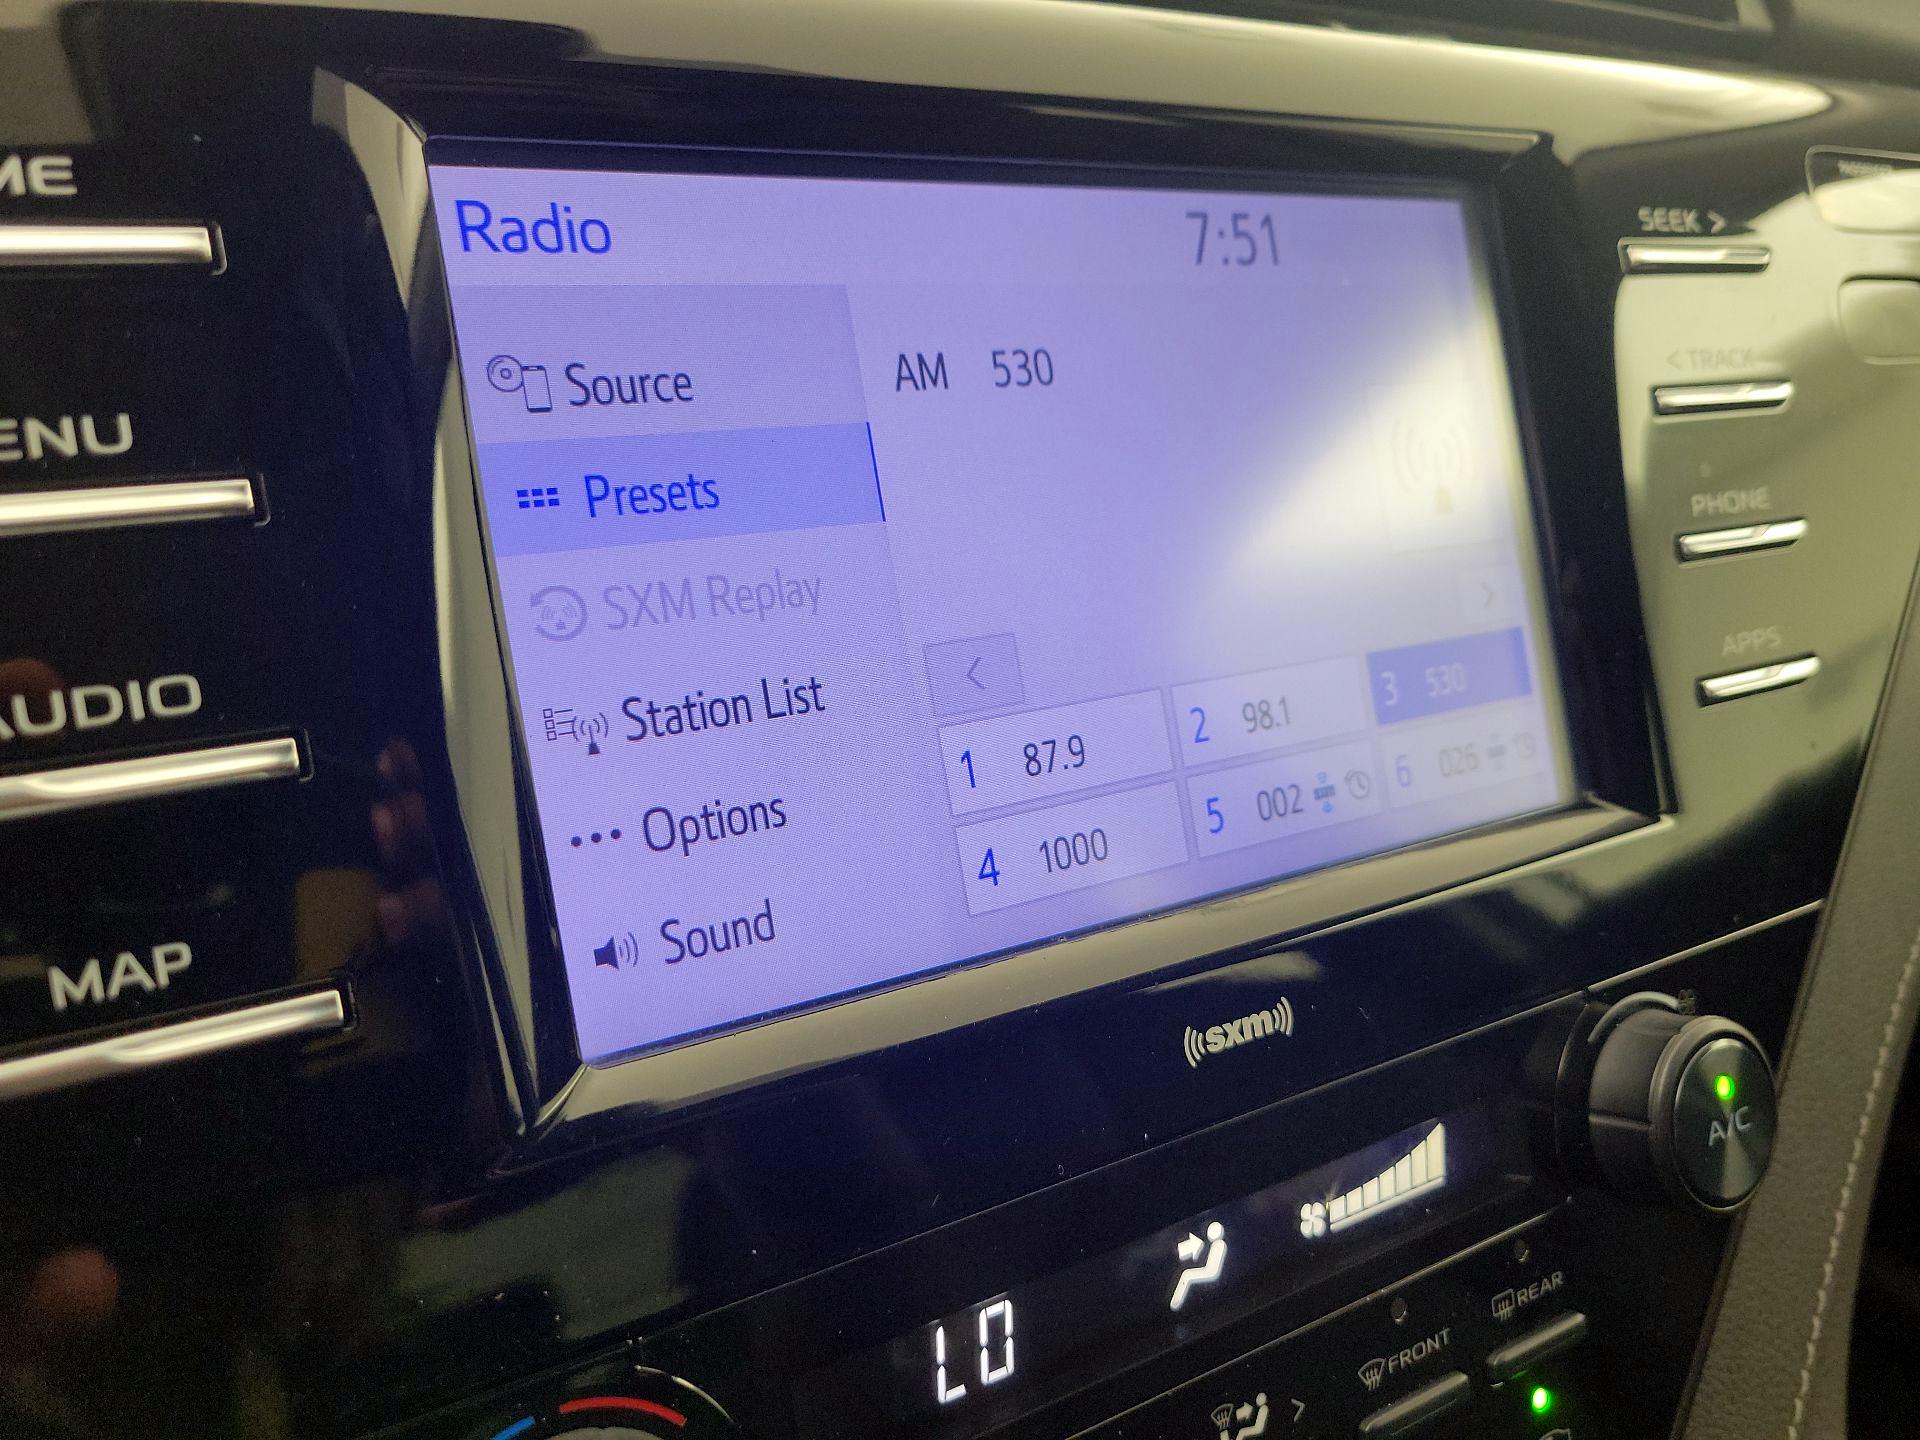 ME
ENU
AUDIO
MAP
Radio
7:51
Source
Presets
SXM Replay
Station List
Options
Sound
AM 530
<
>
1 87.9
2 98.1
3 530
4 1000
5 002 sxm
6 026
SEEK >
< TRACK
PHONE
APPS
((sxm))
A/C
LO
FRONT
REAR
>